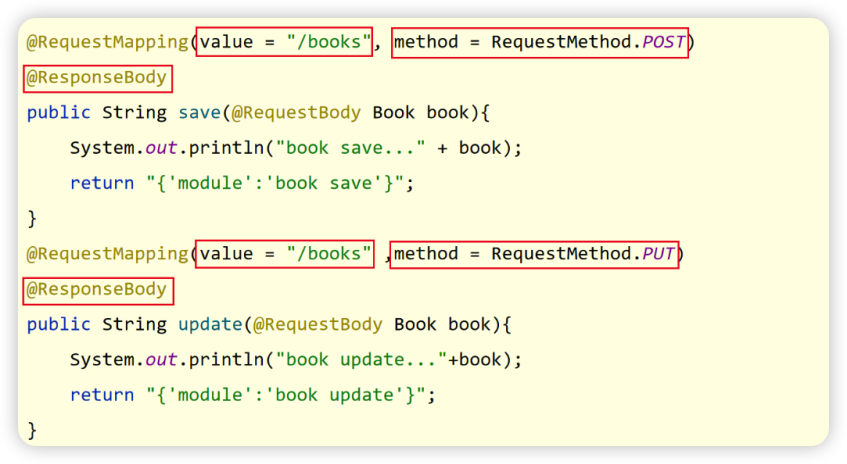 @RequestMapping(value = "/books", method = RequestMethod.POST)
@ResponseBody
public String save(@RequestBody Book book){
    System.out.println("book save..." + book);
    return "{'module':'book save'}";
}
@RequestMapping(value = "/books" ,method = RequestMethod.PUT)
@ResponseBody
public String update(@RequestBody Book book){
    System.out.println("book update..."+book);
    return "{'module':'book update'}";
}